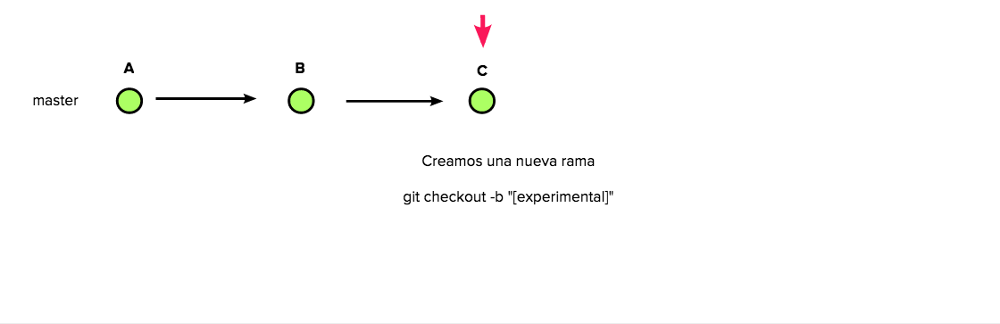 A
B
C
master
Creamos una nueva rama
git checkout -b "[experimental]"